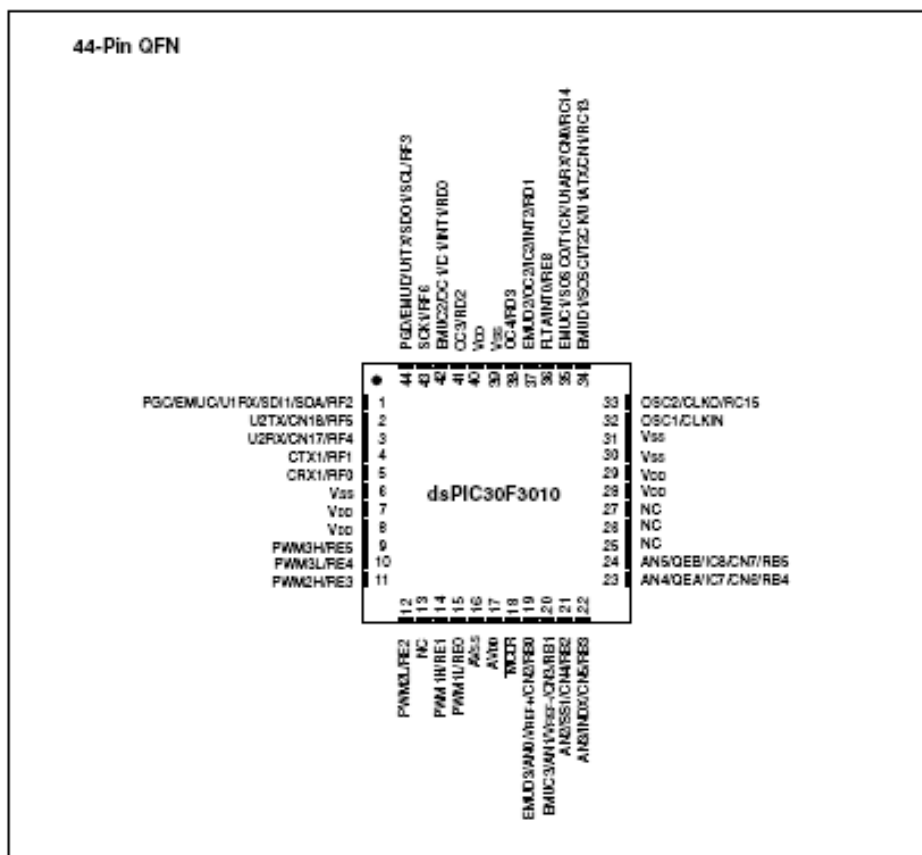 44-Pin QFN
PGD/EMUD/U1TX/SDO1/SCL/RF3
SCK1/RF6
EMUC2/OC1/IC1/INT1/RD0
OC3/RD2
VDD
VSS
OC4/RD3
EMUD2/OC2/IC2/INT2/RD1
FLTA/INT0/RE8
EMUC1/SOSCO/T1CK/U1ARX/CN0/RC14
EMUD1/SOSCI/T2CK/U1ATX/CN1/RC13
44 43 42 41 40 39 38 37 36 35 34
PGC/EMUC/U1RX/SDI1/SDA/RF2 1
U2TX/CN18/RF5 2
U2RX/CN17/RF4 3
CTX1/RF1 4
CRX1/RF0 5
VSS 6
VDD 7
VDD 8
PWM3H/RE5 9
PWM3L/RE4 10
PWM2H/RE3 11
dsPIC30F3010
33 OSC2/CLKO/RC15
32 OSC1/CLKIN
31 VSS
30 VSS
29 VDD
28 VDD
27 NC
26 NC
25 NC
24 AN5/QEB/IC8/CN7/RB5
23 AN4/QEA/IC7/CN6/RB4
12 13 14 15 16 17 18 19 20 21 22
PWM2L/RE2
NC
PWM1H/RE1
PWM1L/RE0
AVSS
AVDD
MCLR
EMUD3/AN0/VREF+/CN2/RB0
EMUC3/AN1/VREF-/CN3/RB1
AN2/SS1/CN4/RB2
AN3/INDX/CN5/RB3